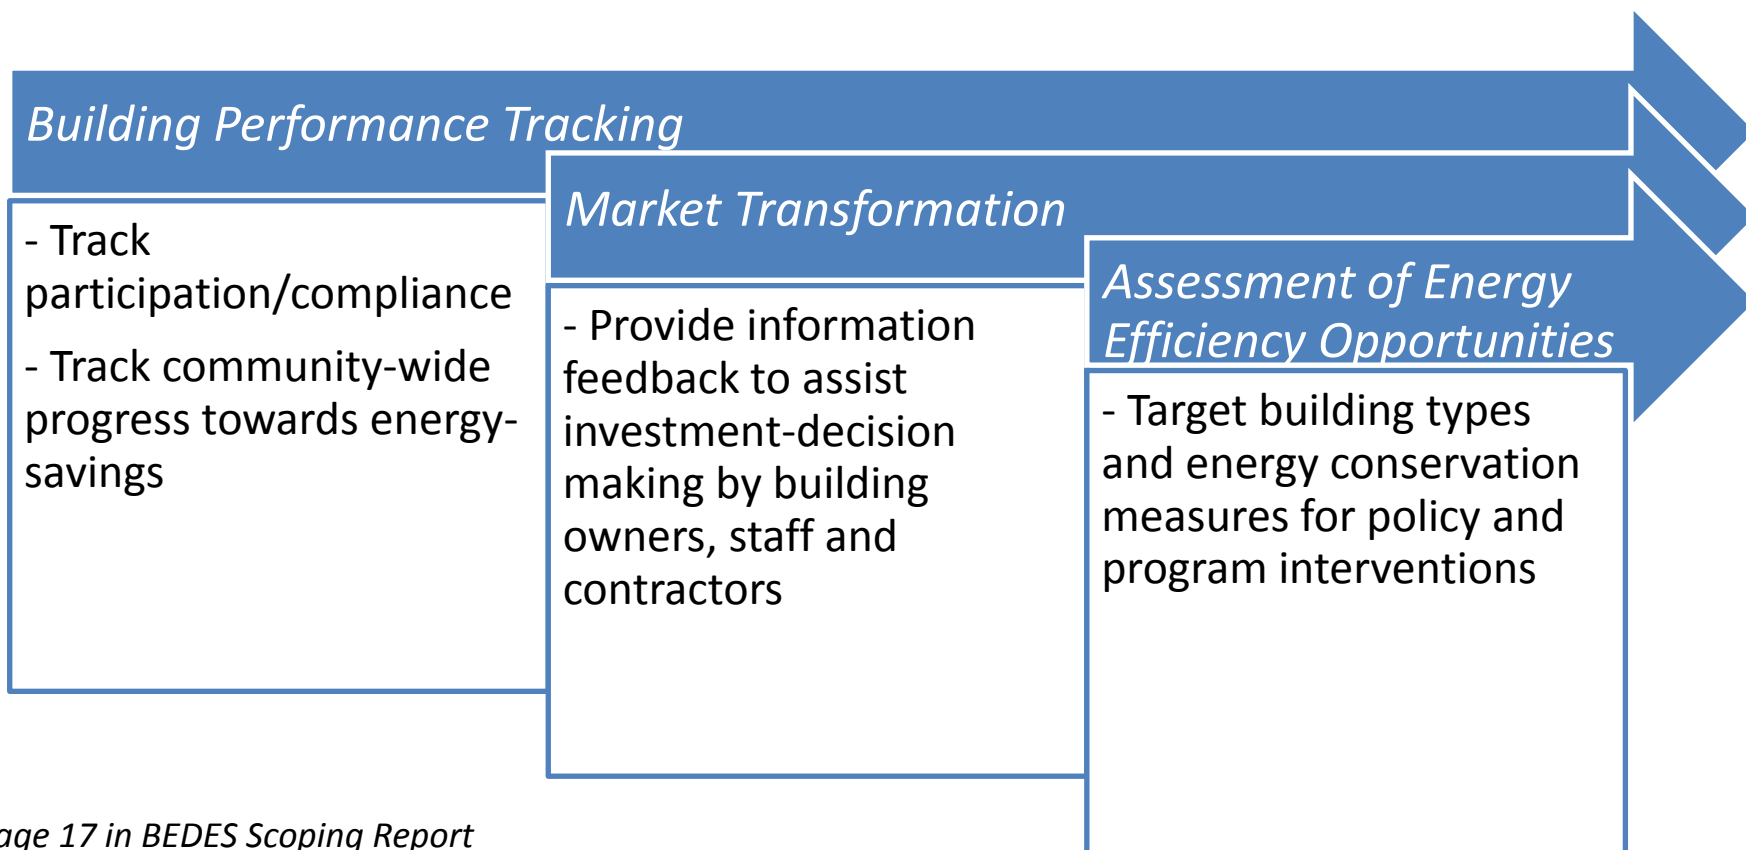 Building Performance Tracking
- Track
participation/compliance
- Track community-wide
progress towards energy-
savings
Market Transformation
- Provide information
feedback to assist
investment-decision
making by building
owners, staff and
contractors
Assessment of Energy
Efficiency Opportunities
- Target building types
and energy conservation
measures for policy and
program interventions
17 in BEDES Scoping Report